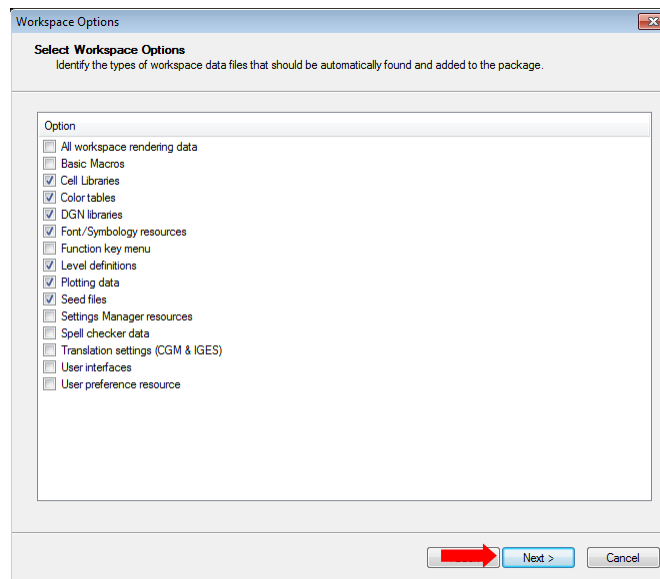 Workspace Options
Select Workspace Options
Identify the types of workspace data files that should be automatically found and added to the package.
Option
All workspace rendering data
Basic Macros
Cell Libraries
Color tables
DGN libraries
Font/Symbology resources
Function key menu
Level definitions
Plotting data
Seed files
Settings Manager resources
Spell checker data
Translation settings (CGM & IGES)
User interfaces
User preference resource
Next > Cancel